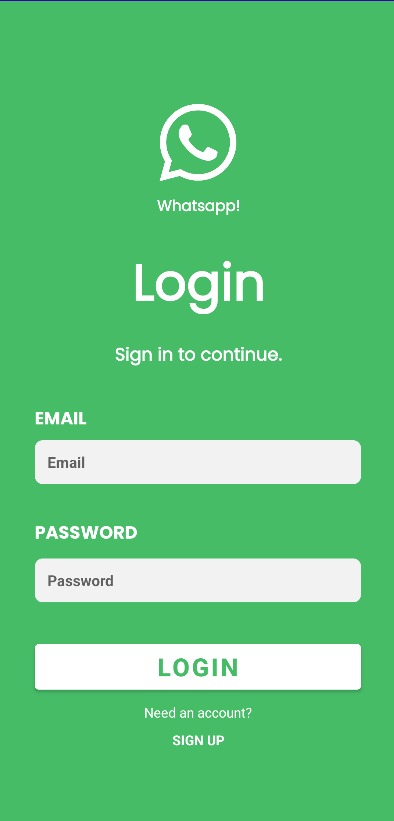 Whatsapp!
Login
Sign in to continue.
EMAIL
Email
PASSWORD
Password
LOGIN
Need an account?
SIGN UP